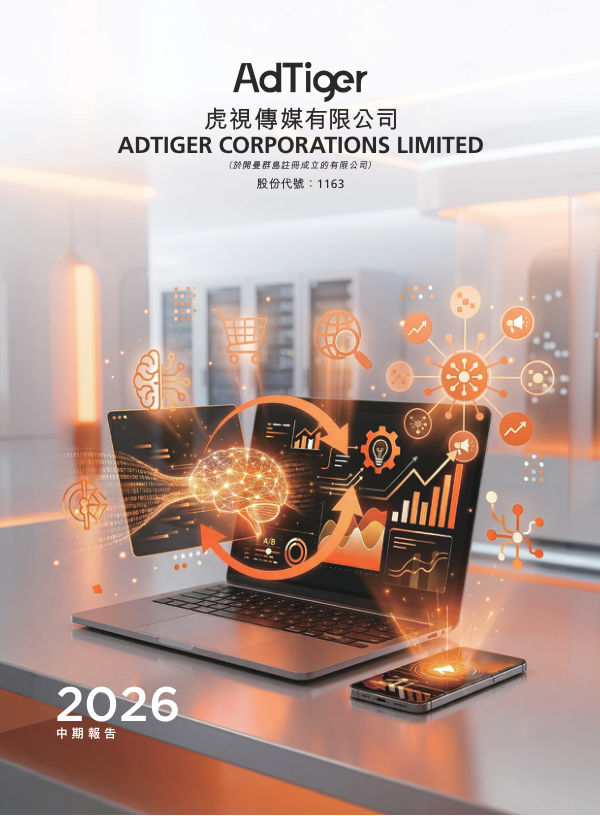 AdTiger
虎視傳媒有限公司
ADTIGER CORPORATIONS LIMITED
（於開曼群島註冊成立的有限公司）
股份代號：1163
A/B
2026
中期報告